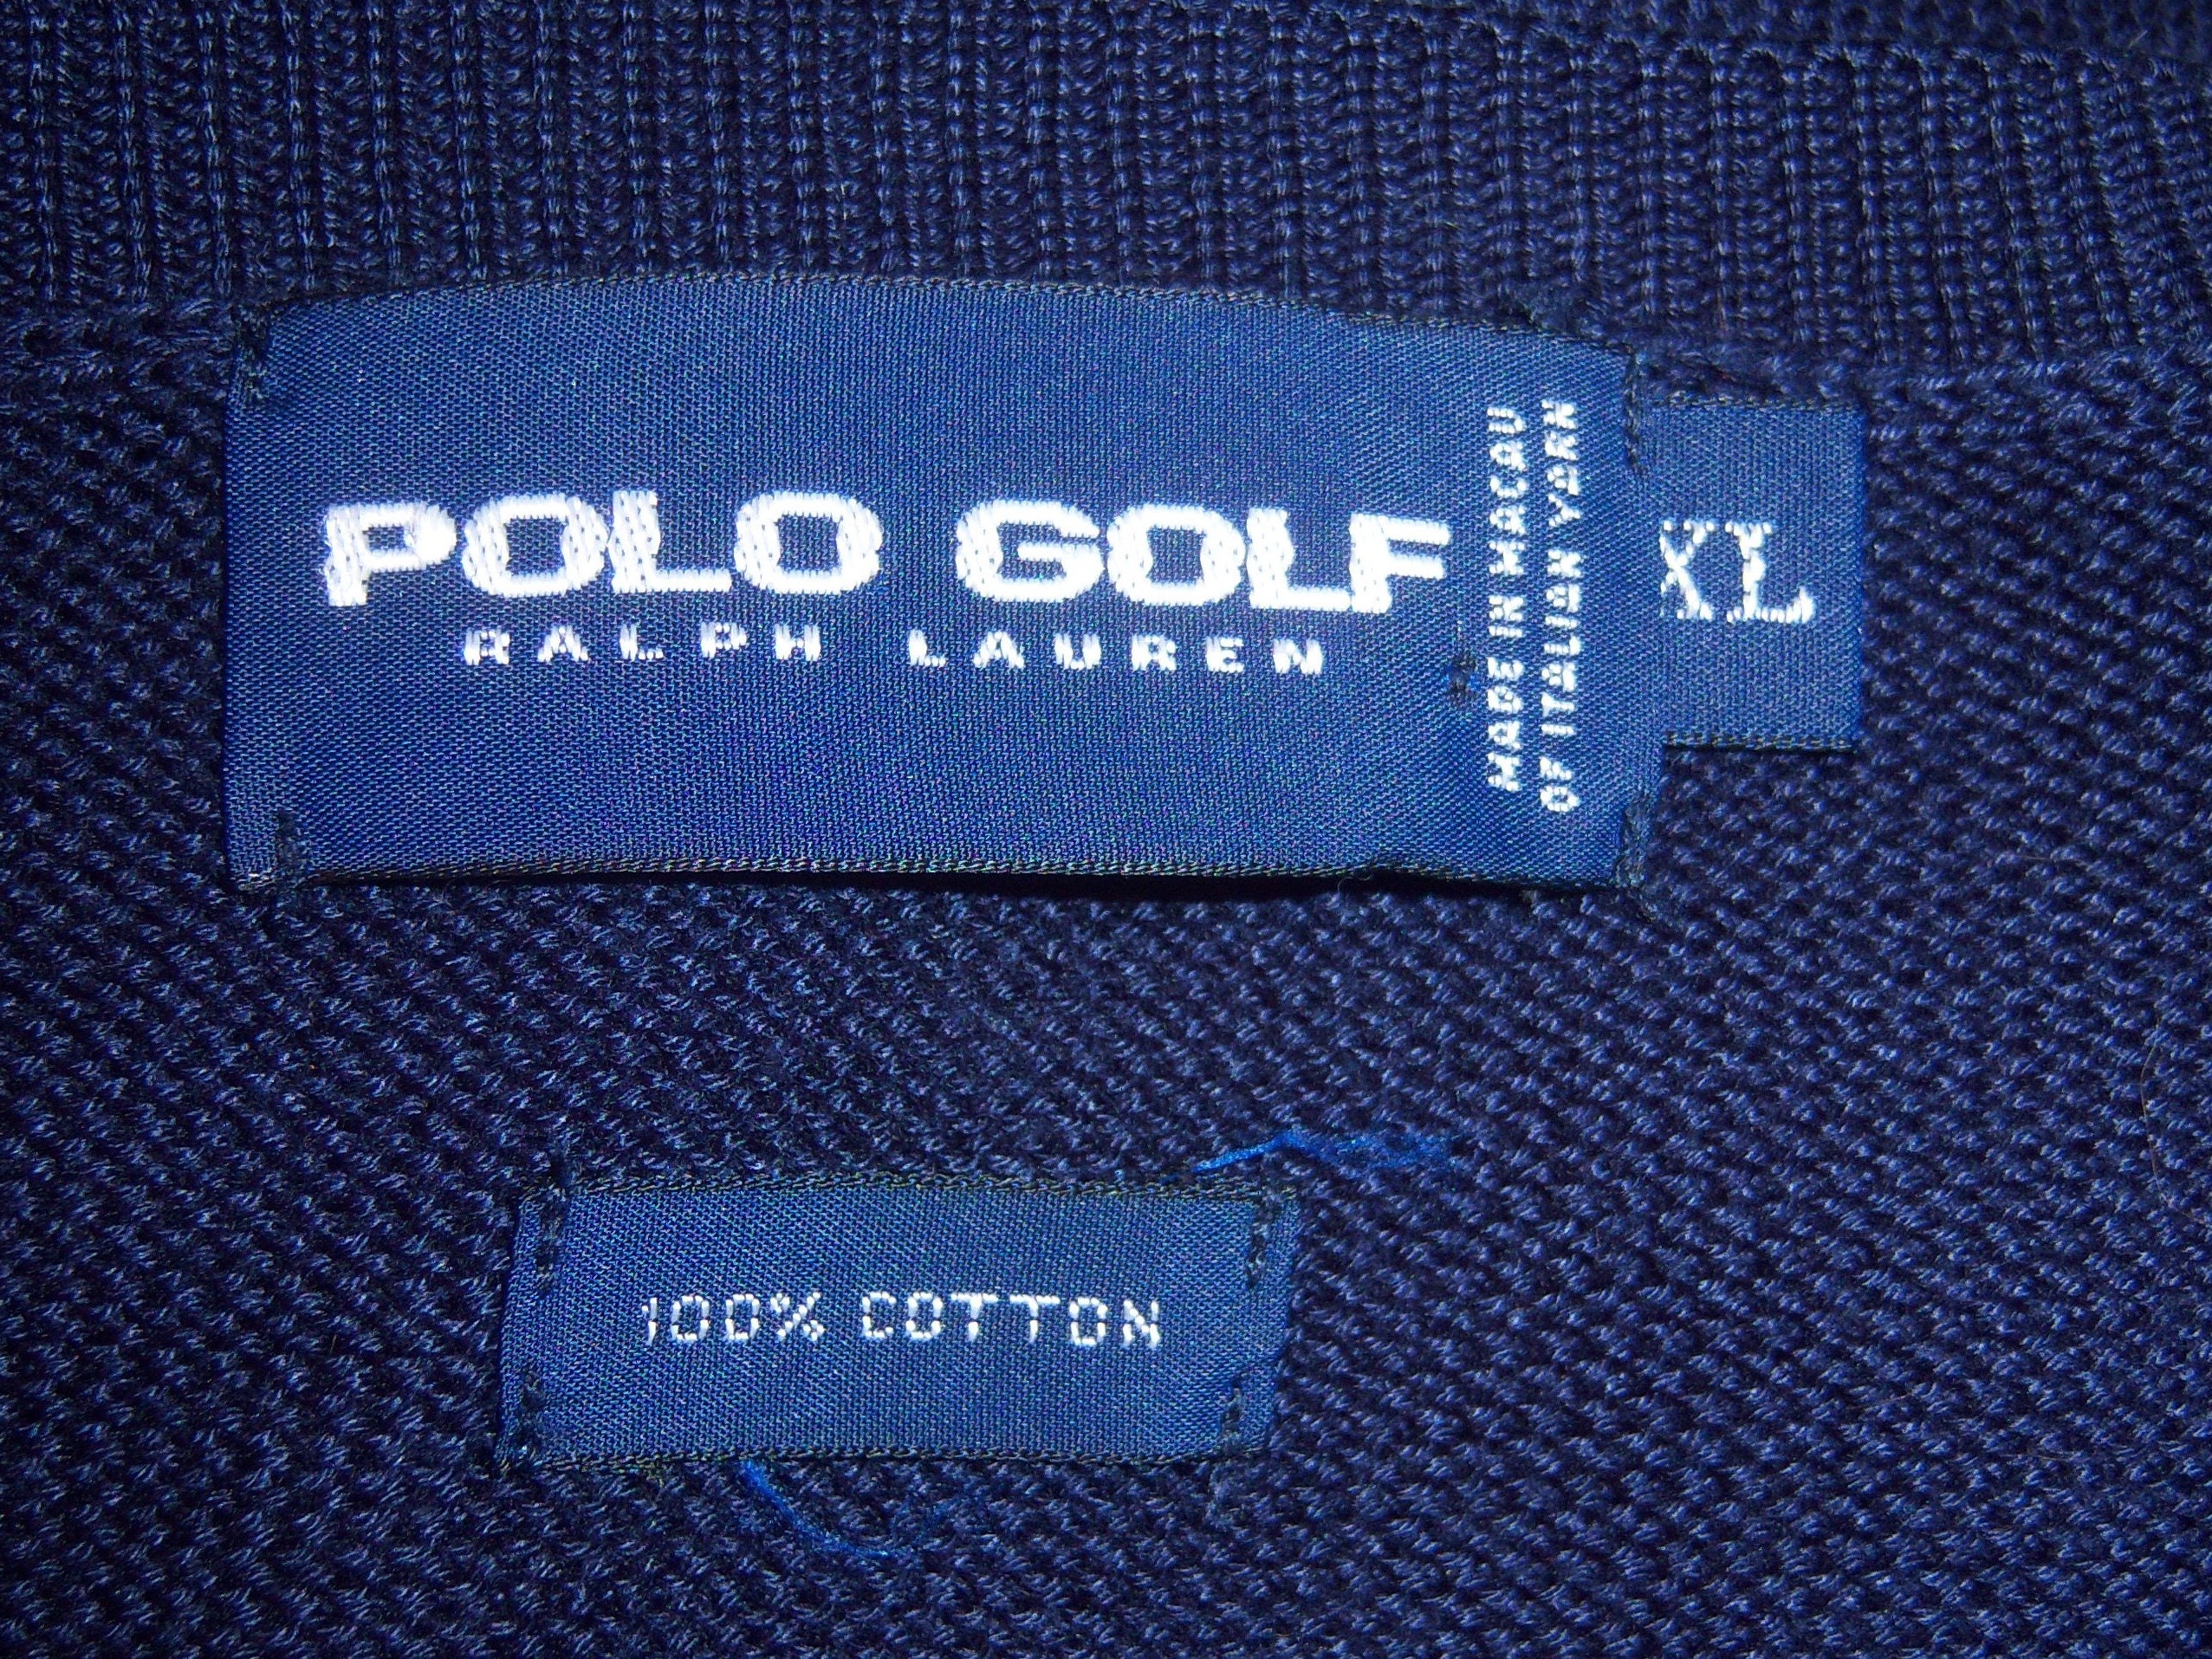 POLO GOLF
RALPH LAUREN
MADE IN MACAU
OF ITALIAN YARN
XL
100% COTTON